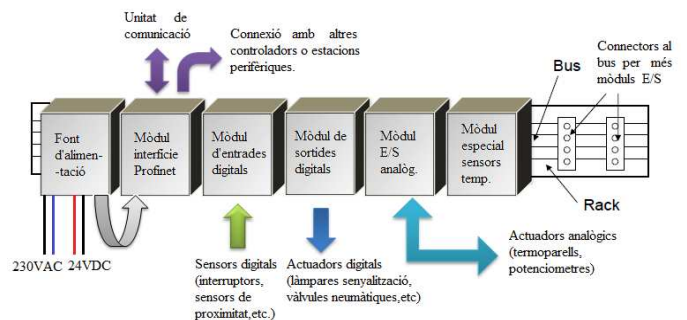 Unitat de
comunicació
Connexió amb altres
controladors o estacions
perifèriques.
Connectors al
bus per més
mòduls E/S
Bus
Rack
Font
d'alimen-
-tació
Mòdul
interfície
Profinet
Mòdul
d'entrades
digitals
Mòdul de
sortides
digitals
Mòdul
E/S
analòg.
Mòdul
especial
sensors
temp.
230VAC
24VDC
Sensors digitals
(interruptors,
sensors de
proximitat,etc.)
Actuadors digitals
(làmpares senyalització,
vàlvules neumàtiques,etc)
Actuadors analògics
(termoparells,
potenciometres)